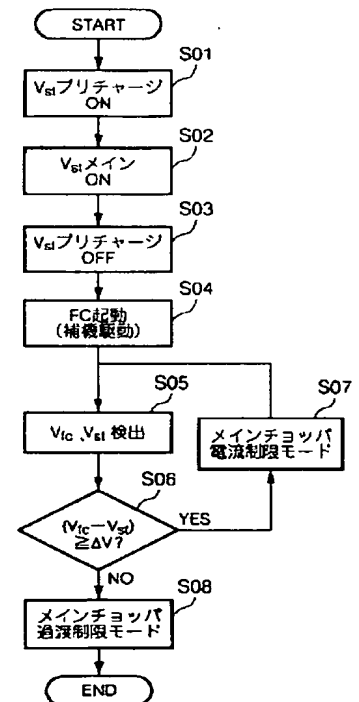 START
S01
Vstプリチャージ
ON
S02
Vstメイン
ON
S03
Vstプリチャージ
OFF
S04
FC起動
(補機駆動)
S05
Vfc、Vst 検出
S07
メインチョッパ
電流制限モード
S06
(Vfc−Vst)
≧ΔV?
YES
NO
S08
メインチョッパ
過渡制限モード
END